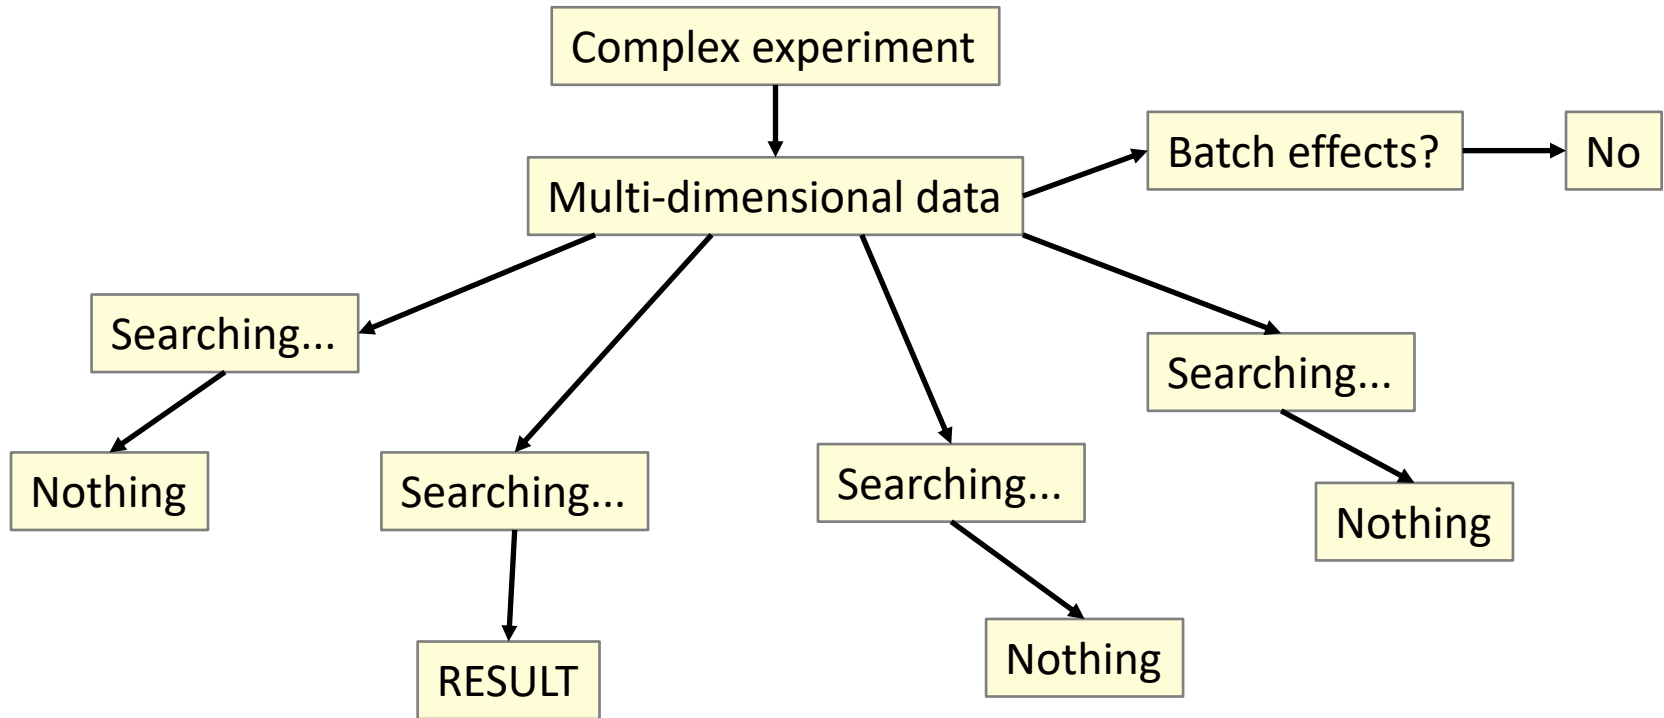 Complex experiment
Batch effects?
No
Multi-dimensional data
Searching...
Searching...
Searching...
Searching...
Nothing
Nothing
Nothing
RESULT